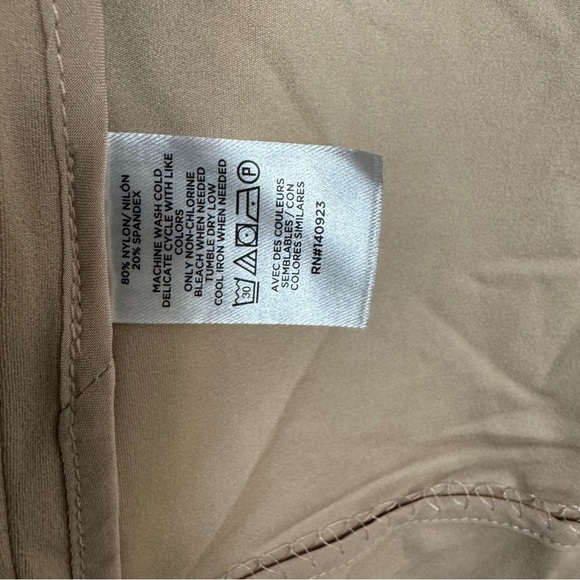 80% NYLON/ NILÓN
20% SPANDEX
MACHINE WASH COLD
DELICATE CYCLE WITH LIKE
COLORS
ONLY NON-CHLORINE
BLEACH WHEN NEEDED
TUMBLE DRY LOW
COOL IRON WHEN NEEDED
30 P
AVEC DES COULEURS
SEMBLABLES / CON
COLORES SIMILARES
RN#140923